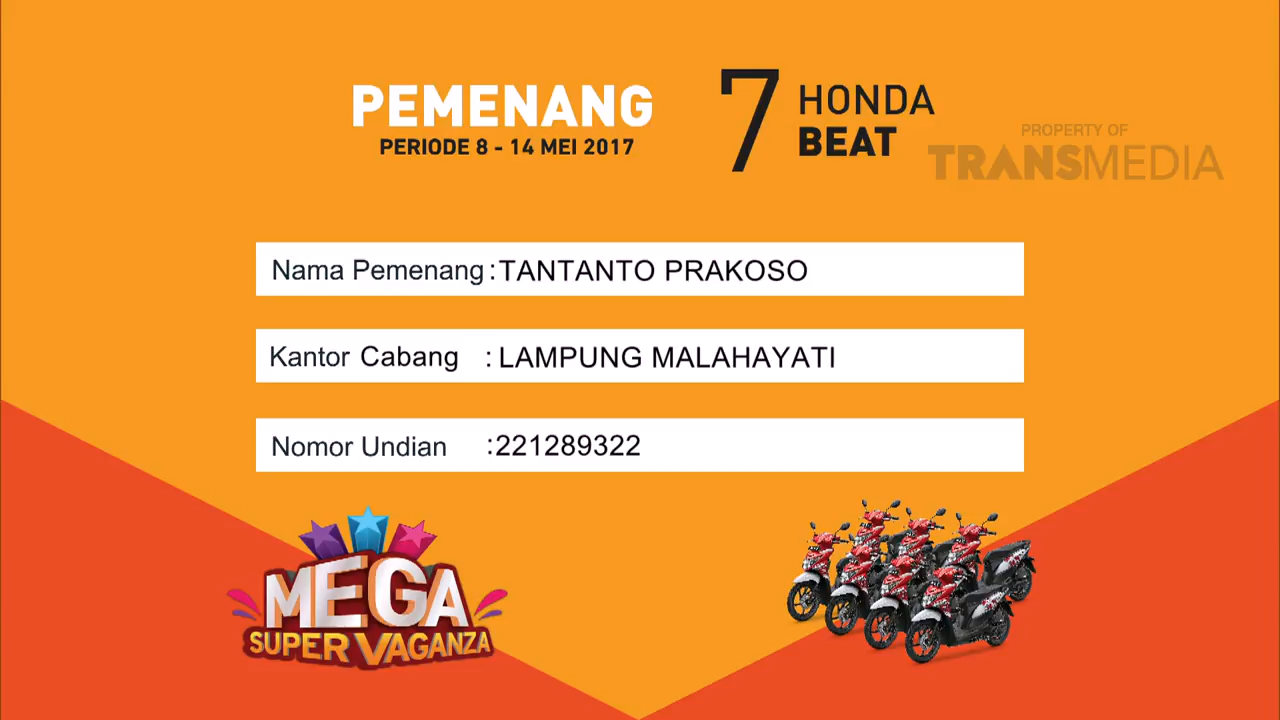 PEMENANG
PERIODE 8 - 14 MEI 2017
7 HONDA
BEAT
PROPERTY OF
TRANSMEDIA
Nama Pemenang :TANTANTO PRAKOSO
Kantor Cabang : LAMPUNG MALAHAYATI
Nomor Undian :221289322
MEGA
SUPER VAGANZA